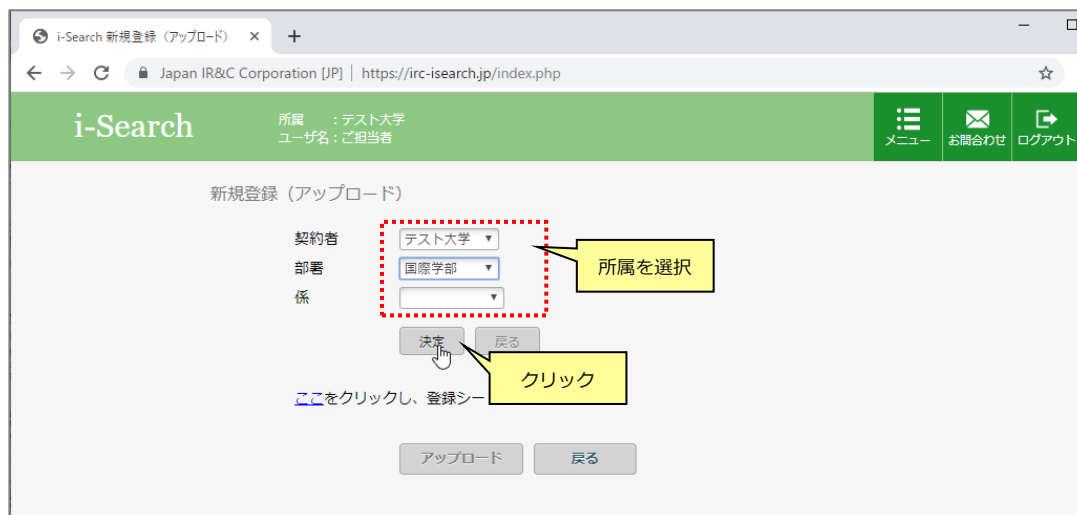 i-Search 新規登録（アップロード）
Japan IR&C Corporation [JP] | https://irc-isearch.jp/index.php
i-Search
所属 ：テスト大学
ユーザ名：ご担当者
メニュー
お問合わせ
ログアウト
新規登録（アップロード）
契約者 テスト大学
部署 国際学部
係
所属を選択
決定 戻る
クリック
ここをクリックし、登録シー
アップロード 戻る